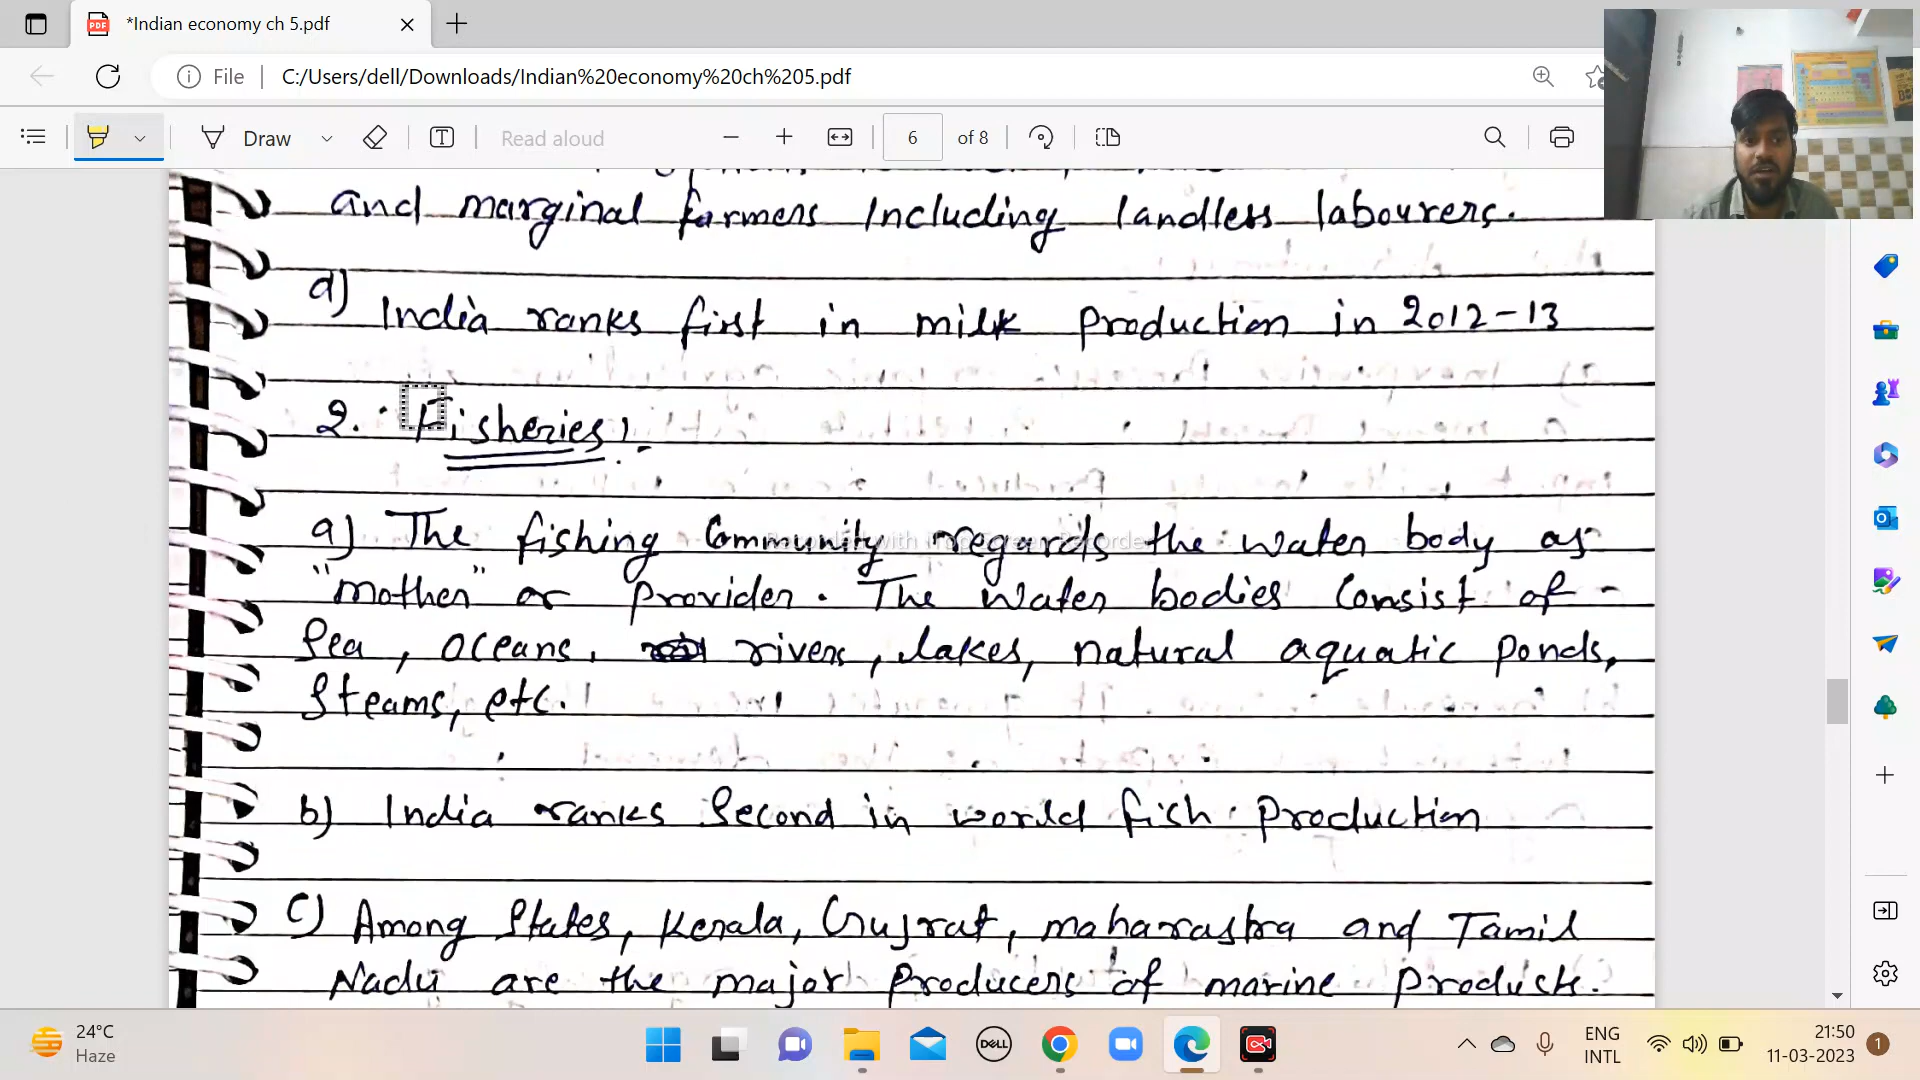 *Indian economy ch 5.pdf
File
C:/Users/dell/Downloads/Indian%20economy%20ch%205.pdf
Draw
Read aloud
6 of 8
and marginal farmers Including landless labourers.
d) India ranks first in milk production in 2012-13
2. Fisheries:-
a) The fishing Community regards the water body as
"mother" or provider. The water bodies Consist of -
Sea, oceans, rivers, lakes, natural aquatic ponds,
Steams, etc.
b) India ranks Second in world fish production
c) Among States, Kerala, Gujrat, maharastra and Tamil
Nadu are the major producers of marine products.
24°C
Haze
DELL
ENG
INTL
21:50
11-03-2023
1